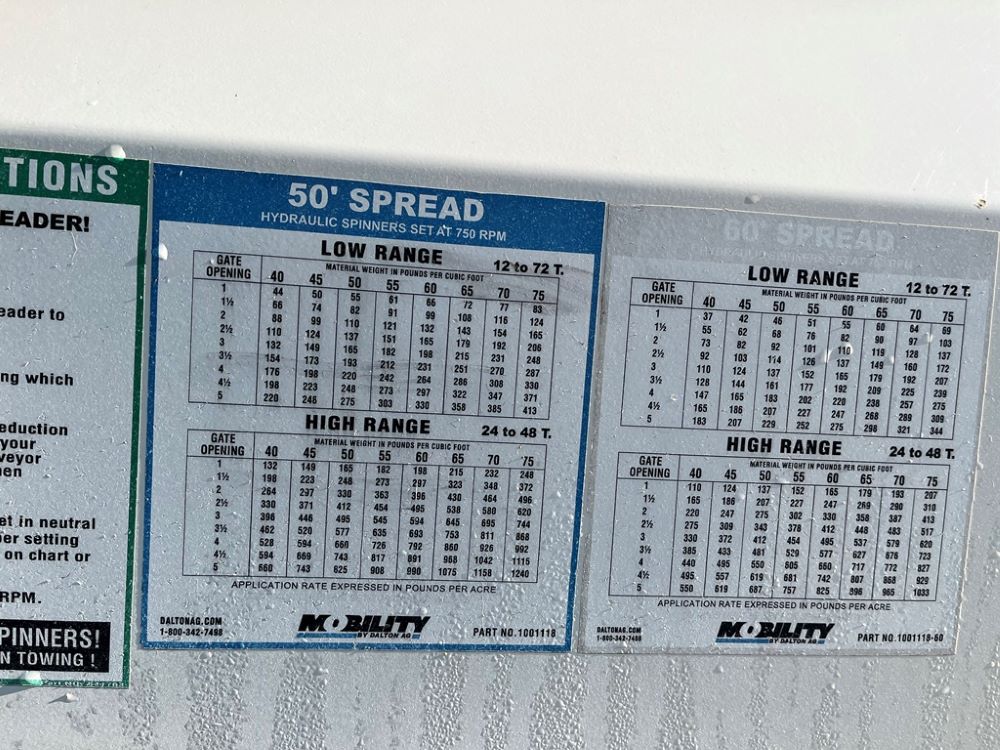 TIONS
EADER!
eader to
ng which
eduction
your
veyor
hen
et in neutral
per setting
on chart or
RPM.
PINNERS!
N TOWING !
50' SPREAD
HYDRAULIC SPINNERS SET AT 750 RPM
LOW RANGE 12 to 72 T.
GATE OPENING MATERIAL WEIGHT IN POUNDS PER CUBIC FOOT
40 45 50 55 60 65 70 75
1 44 50 55 61 66 72 77 83
1½ 66 74 82 91 99 108 116 124
2 88 99 110 121 132 143 154 165
2½ 110 124 137 151 165 179 192 206
3 132 149 165 182 198 215 231 248
3½ 154 173 193 212 231 251 270 287
4 176 198 220 242 264 286 308 330
4½ 198 223 248 273 297 322 347 371
5 220 248 275 303 330 358 385 413
HIGH RANGE 24 to 48 T.
GATE OPENING MATERIAL WEIGHT IN POUNDS PER CUBIC FOOT
40 45 50 55 60 65 70 75
1 132 149 165 182 198 215 232 248
1½ 198 223 248 273 297 323 348 372
2 264 297 330 363 396 430 464 496
2½ 330 371 412 454 495 538 580 620
3 396 446 495 545 594 645 695 744
3½ 462 520 577 635 693 753 811 868
4 528 594 660 726 792 860 926 992
4½ 594 669 743 817 891 968 1042 1115
5 660 743 825 908 990 1075 1158 1240
APPLICATION RATE EXPRESSED IN POUNDS PER ACRE
DALTONAG.COM
1-800-342-7498
MOBILITY
BY DALTON AG
PART NO. 1001118
60' SPREAD
LOW RANGE 12 to 72 T.
GATE OPENING MATERIAL WEIGHT IN POUNDS PER CUBIC FOOT
40 45 50 55 60 65 70 75
1 37 42 46 51 55 60 64 69
1½ 55 62 68 76 82 90 97 103
2 73 82 92 101 110 119 128 137
2½ 92 103 114 126 137 149 160 172
3 110 124 137 152 165 179 192 207
3½ 128 144 161 177 192 209 225 239
4 147 165 183 202 220 238 257 275
4½ 165 186 207 227 247 268 289 309
5 183 207 229 252 275 298 321 344
HIGH RANGE 24 to 48 T.
GATE OPENING MATERIAL WEIGHT IN POUNDS PER CUBIC FOOT
40 45 50 55 60 65 70 75
1 110 124 137 152 165 179 193 207
1½ 165 186 207 227 247 269 290 310
2 220 247 275 302 330 358 387 413
2½ 275 309 343 378 412 448 483 517
3 330 372 412 454 495 537 579 620
3½ 385 433 481 529 577 627 676 723
4 440 495 550 605 660 717 772 827
4½ 495 557 619 681 742 807 868 929
5 550 619 687 757 825 896 965 1033
APPLICATION RATE EXPRESSED IN POUNDS PER ACRE
DALTONAG.COM
1-800-342-7498
MOBILITY
BY DALTON AG
PART NO. 1001118-60